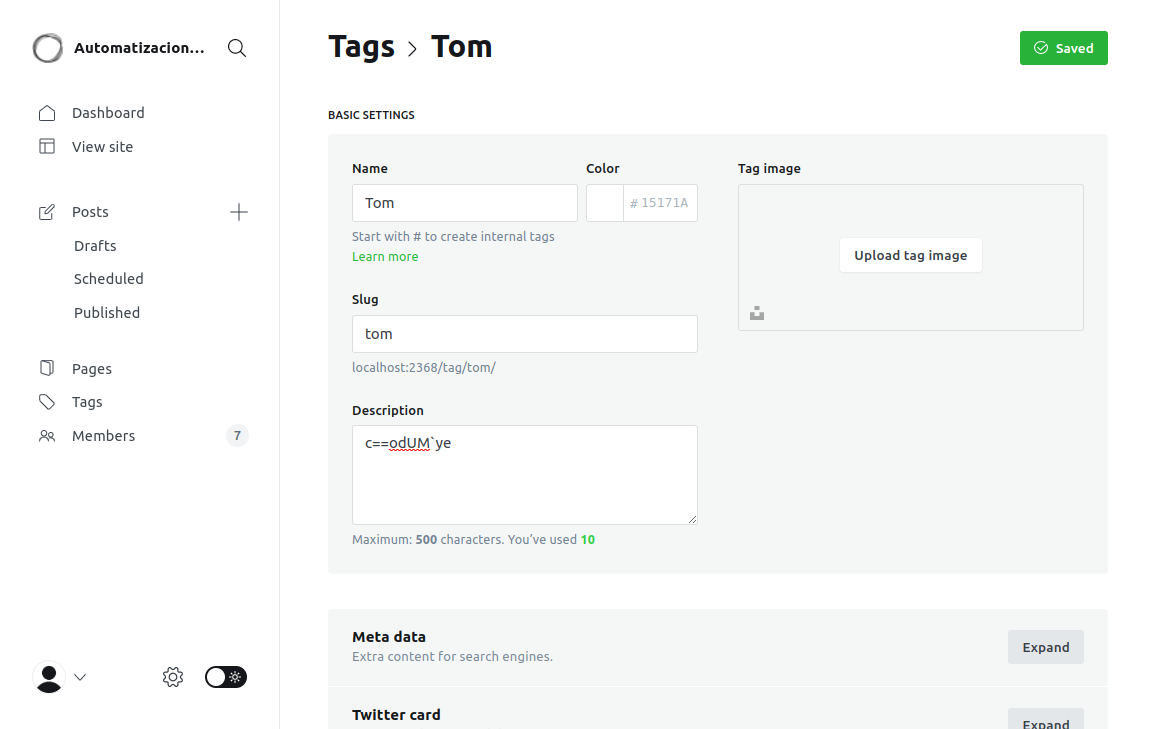 Automatizacion...
Dashboard
View site
Posts
Drafts
Scheduled
Published
Pages
Tags
Members 7
Tags > Tom
Saved
BASIC SETTINGS
Name
Tom
Start with # to create internal tags
Learn more
Color
# 15171A
Slug
tom
localhost:2368/tag/tom/
Description
c==odUM`ye
Maximum: 500 characters. You’ve used 10
Tag image
Upload tag image
Meta data
Extra content for search engines.
Expand
Twitter card
Expand